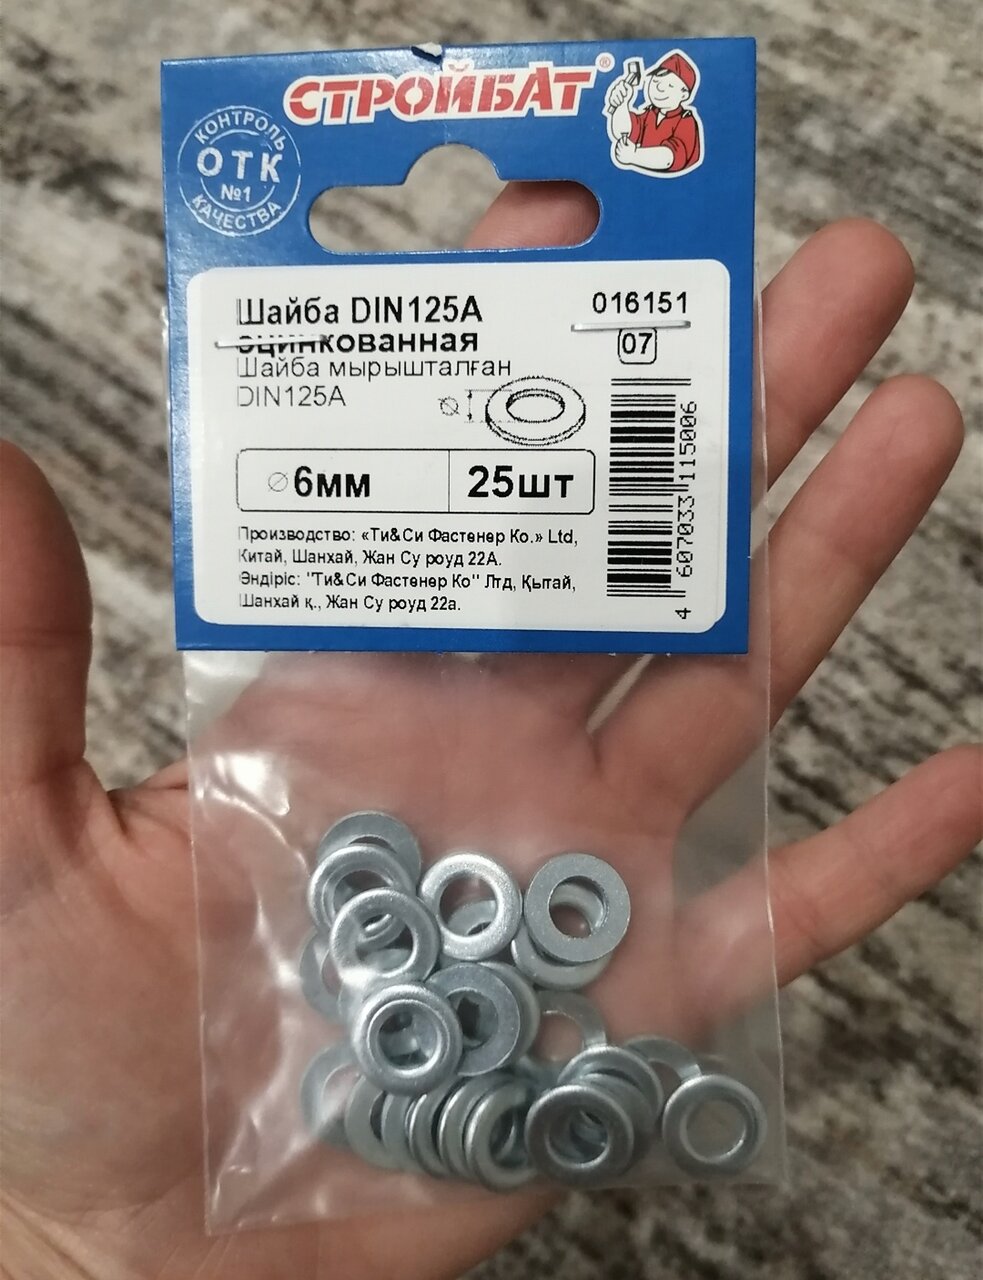 СТРОЙБАТ®
КОНТРОЛЬ
ОТК
№1
КАЧЕСТВА
Шайба DIN125A
оцинкованная
Шайба мырышталған
DIN125A
016151
07
⌀
⌀6мм
25шт
Производство: «Ти&Си Фастенер Ко.» Ltd,
Китай, Шанхай, Жан Су роуд 22А.
Өндіріс: "Ти&Си Фастенер Ко" Лтд, Қытай,
Шанхай қ., Жан Су роуд 22а.
4 607033 115006